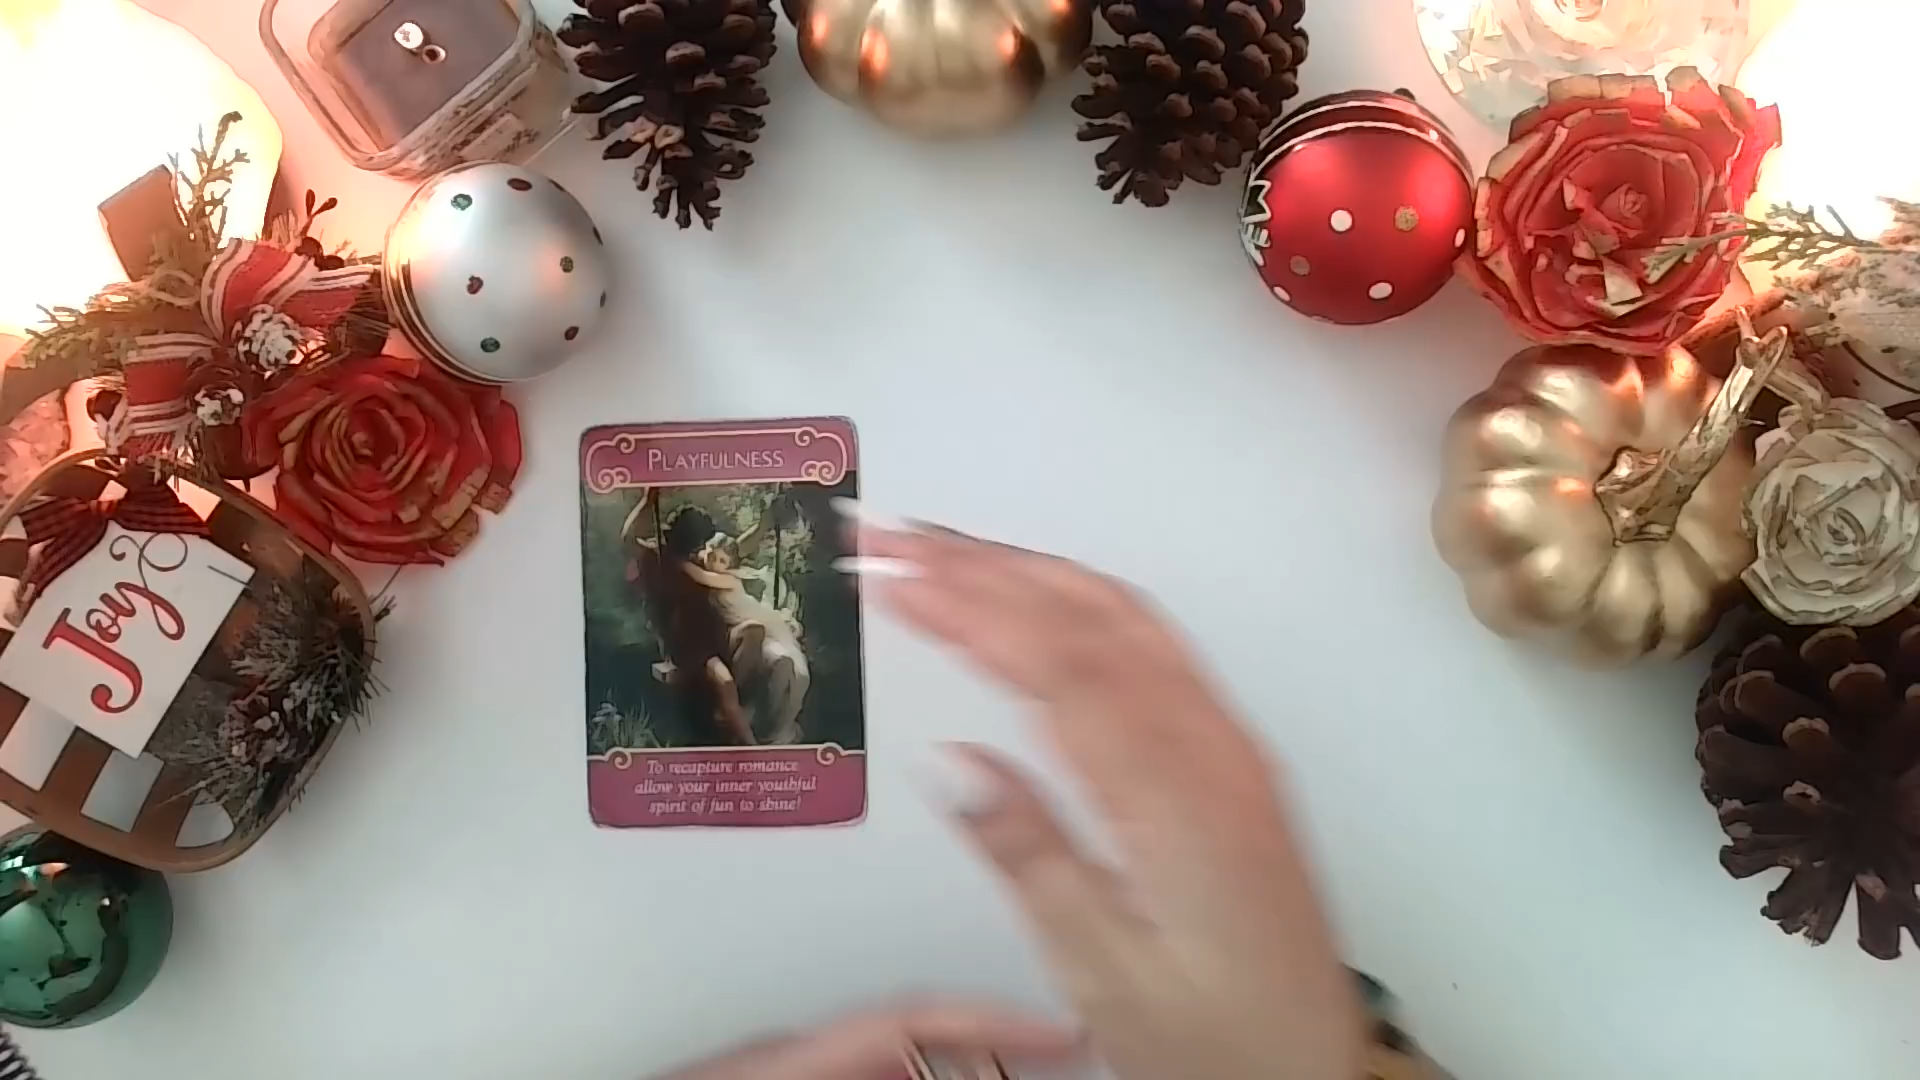 PLAYFULNESS
To recapture romance
allow your inner youthful
spirit of fun to shine!
Joy